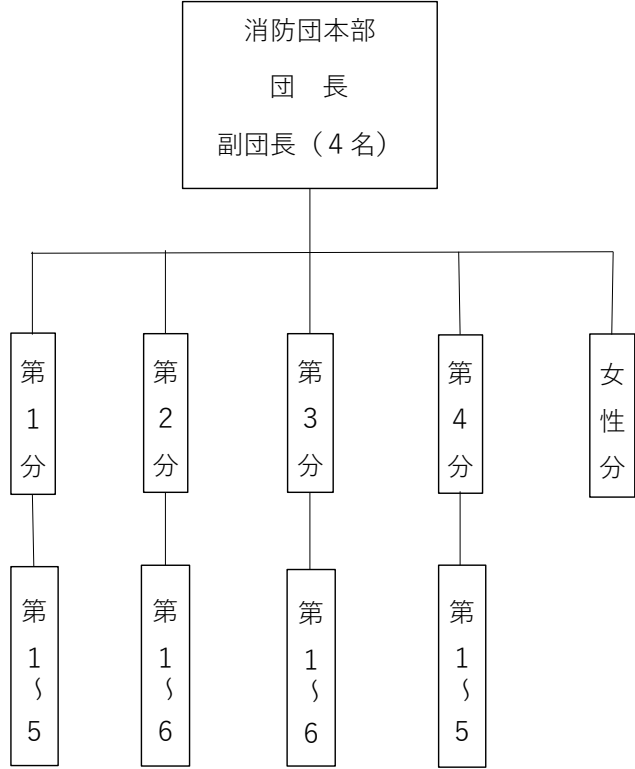 消防団本部
団　長
副団長（4名）
第1分
第2分
第3分
第4分
女性分
第1～5
第1～6
第1～6
第1～5